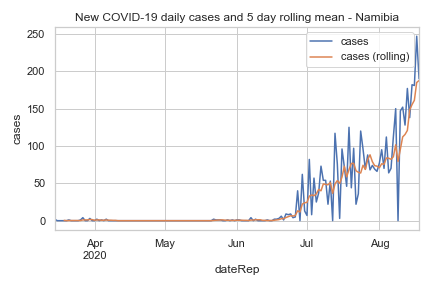 New COVID-19 daily cases and 5 day rolling mean - Namibia
cases
cases (rolling)
cases
250
200
150
100
50
0
Apr
2020
May
Jun
Jul
Aug
dateRep